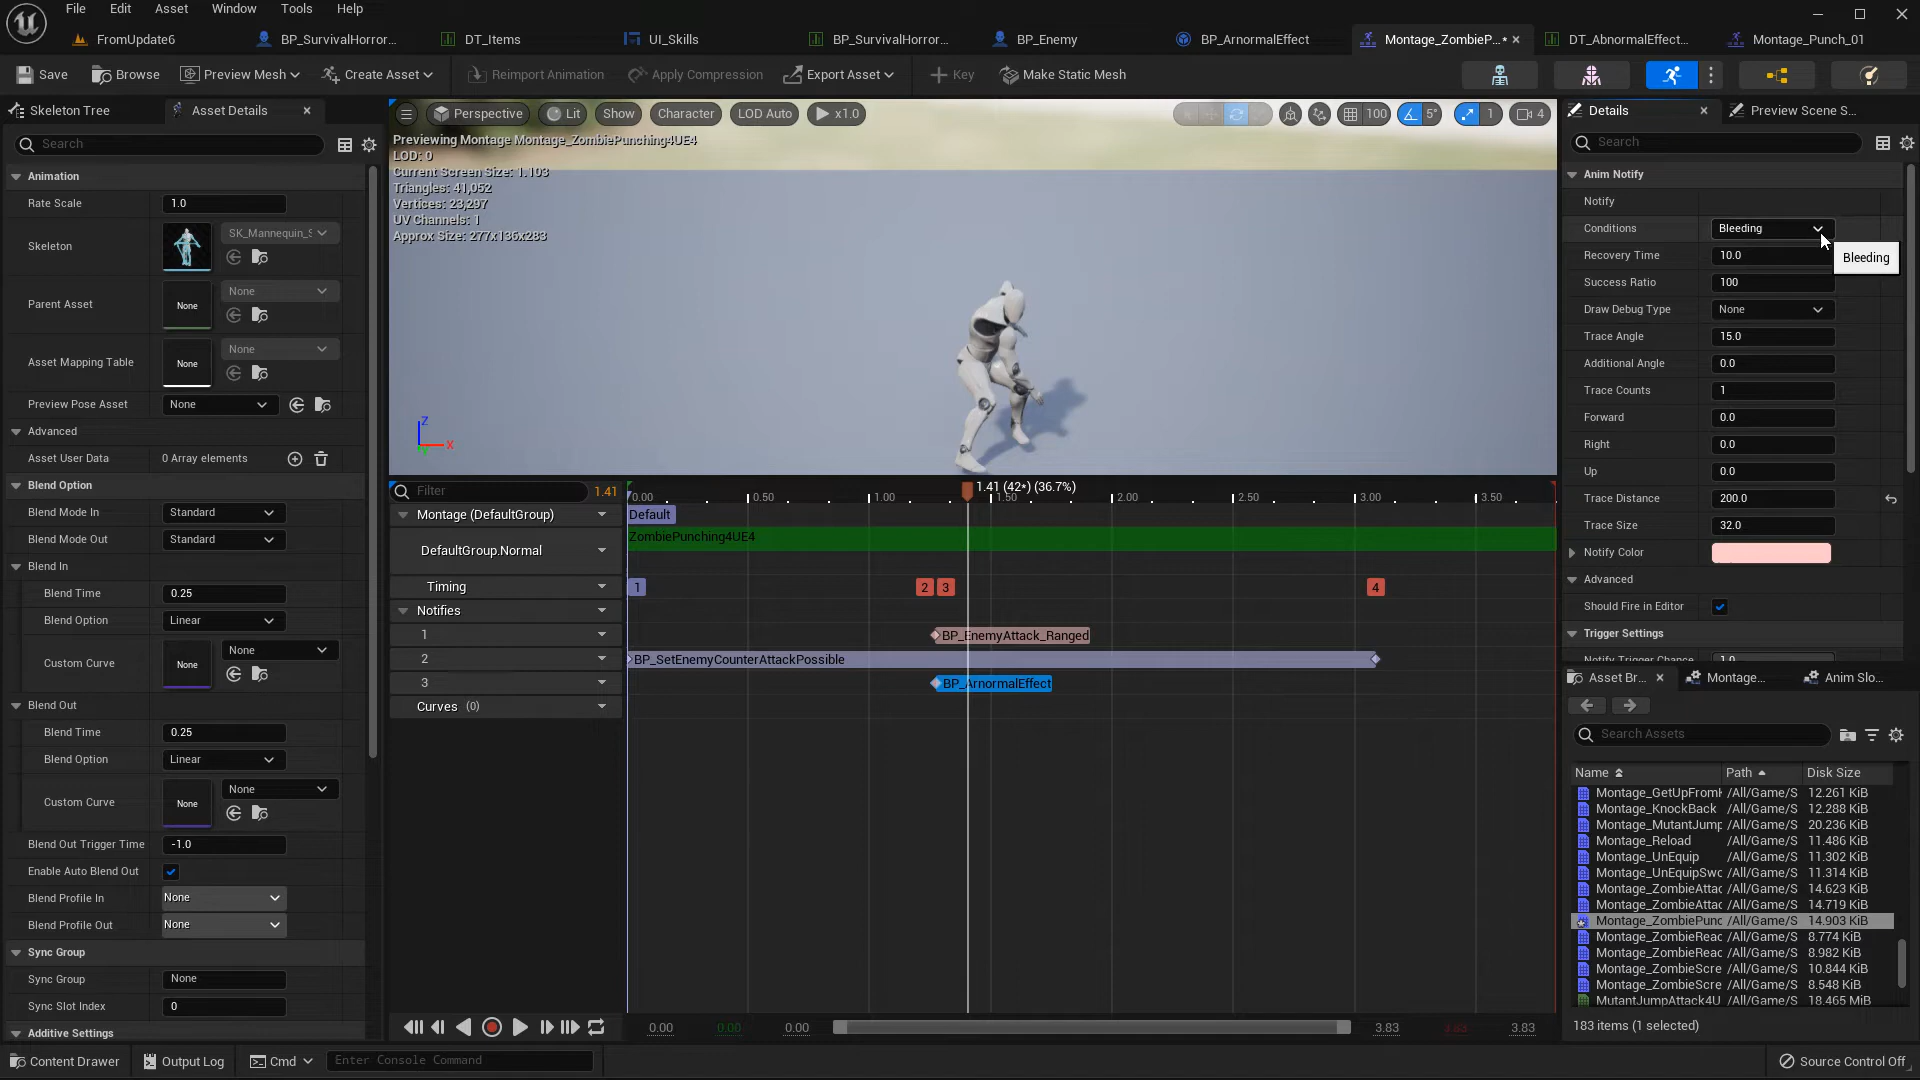 File Edit Asset Window Tools Help
FromUpdate6 BP_SurvivalHorror... DT_Items UI_Skills BP_SurvivalHorror... BP_Enemy BP_ArnormalEffect Montage_ZombieP...* DT_AbnormalEffect... Montage_Punch_01
Save Browse Preview Mesh Create Asset Reimport Animation Apply Compression Export Asset Key Make Static Mesh
Skeleton Tree Asset Details
Search
Animation
Rate Scale 1.0
Skeleton SK_Mannequin_S
Parent Asset None None
Asset Mapping Table None None
Preview Pose Asset None
Advanced
Asset User Data 0 Array elements
Blend Option
Blend Mode In Standard
Blend Mode Out Standard
Blend In
Blend Time 0.25
Blend Option Linear
Custom Curve None None
Blend Out
Blend Time 0.25
Blend Option Linear
Custom Curve None None
Blend Out Trigger Time -1.0
Enable Auto Blend Out
Blend Profile In None
Blend Profile Out None
Sync Group
Sync Group None
Sync Slot Index 0
Additive Settings
Perspective Lit Show Character LOD Auto x1.0 100 5° 1 4
Previewing Montage Montage_ZombiePunching4UE4
LOD: 0
Current Screen Size: 1.103
Triangles: 41,052
Vertices: 23,297
UV Channels: 1
Approx Size: 277x136x283
Z
X
Y
Filter 1.41
1.41 (42*) (36.7%)
0.00 0.50 1.00 1.50 2.00 2.50 3.00 3.50
Montage (DefaultGroup) Default
ZombiePunching4UE4
DefaultGroup.Normal
Timing 1 2 3 4
Notifies
1 BP_EnemyAttack_Ranged
2 BP_SetEnemyCounterAttackPossible
3 BP_ArnormalEffect
Curves (0)
0.00 0.00 0.00 3.83 3.83 3.83
Details Preview Scene S...
Search
Anim Notify
Notify
Conditions Bleeding
Bleeding
Recovery Time 10.0
Success Ratio 100
Draw Debug Type None
Trace Angle 15.0
Additional Angle 0.0
Trace Counts 1
Forward 0.0
Right 0.0
Up 0.0
Trace Distance 200.0
Trace Size 32.0
Notify Color
Advanced
Should Fire in Editor
Trigger Settings
Notify Trigger Chance 1.0
Asset Br... Montage... Anim Slo...
Search Assets
Name Path Disk Size
Montage_GetUpFrom /All/Game/S 12.261 KiB
Montage_KnockBack /All/Game/S 12.288 KiB
Montage_MutantJump /All/Game/S 20.236 KiB
Montage_Reload /All/Game/S 11.486 KiB
Montage_UnEquip /All/Game/S 11.302 KiB
Montage_UnEquipSwo /All/Game/S 11.314 KiB
Montage_ZombieAttac /All/Game/S 14.623 KiB
Montage_ZombieAttac /All/Game/S 14.719 KiB
Montage_ZombiePunc /All/Game/S 14.903 KiB
Montage_ZombieReac /All/Game/S 8.774 KiB
Montage_ZombieReac /All/Game/S 8.982 KiB
Montage_ZombieScre /All/Game/S 10.844 KiB
Montage_ZombieScre /All/Game/S 8.548 KiB
MutantJumpAttack4U /All/Game/S 18.465 MiB
183 items (1 selected)
Content Drawer Output Log Cmd Enter Console Command Source Control Off